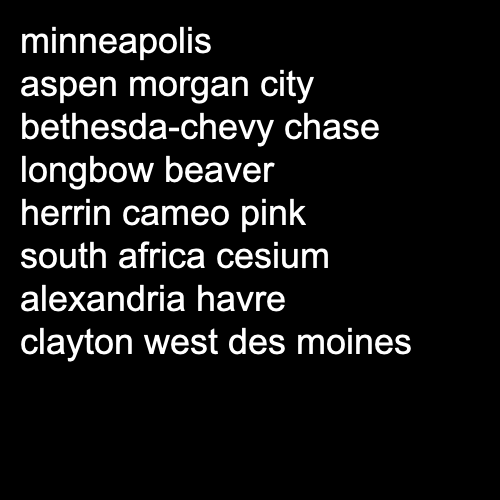 minneapolis
aspen morgan city
bethesda-chevy chase
longbow beaver
herrin cameo pink
south africa cesium
alexandria havre
clayton west des moines